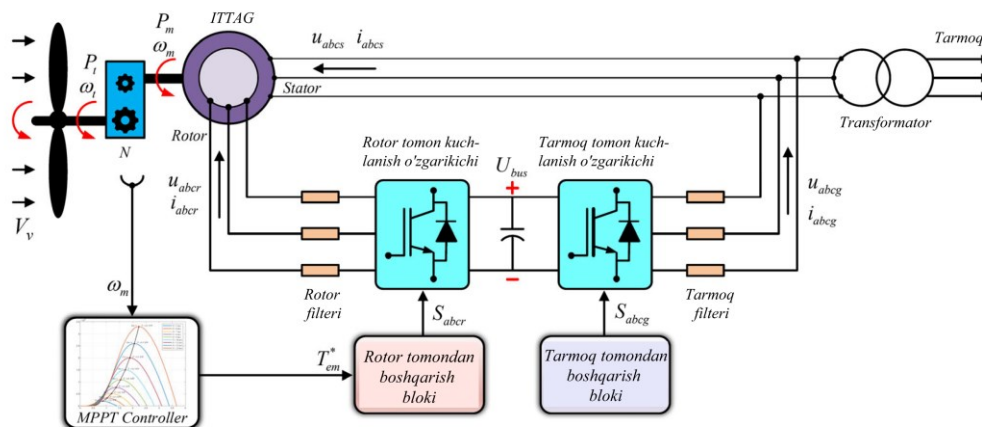 ITTAG
P_m
ω_m
u_abcs i_abcs
Tarmoq
P_t
ω_t
Stator
Transformator
Rotor
N
Rotor tomon kuch-
lanish o'zgarikichi
U_bus
Tarmoq tomon kuch-
lanish o'zgarikichi
+
−
u_abcr
i_abcr
u_abcg
i_abcg
V_v
ω_m
Rotor
filteri
S_abcr
S_abcg
Tarmoq
filteri
T*_em
Rotor tomondan
boshqarish
bloki
Tarmoq tomondan
boshqarish
bloki
MPPT Controller